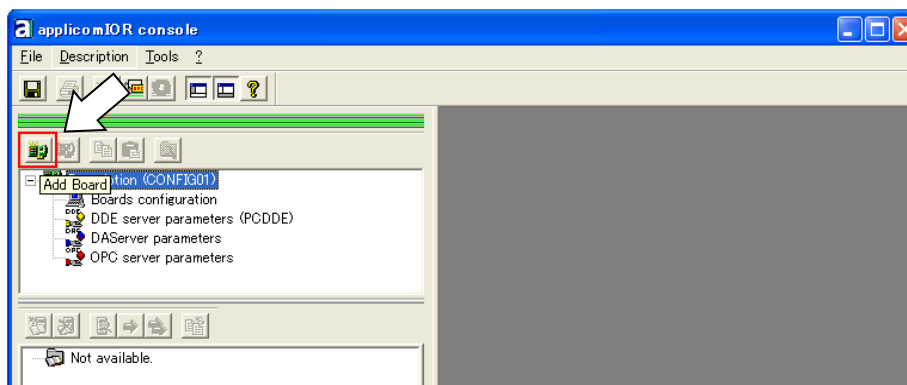 applicomIOR console
File Description Tools ?
Add Board
ption (CONFIG01)
Boards configuration
DDE server parameters (PCDDE)
DAServer parameters
OPC server parameters
Not available.